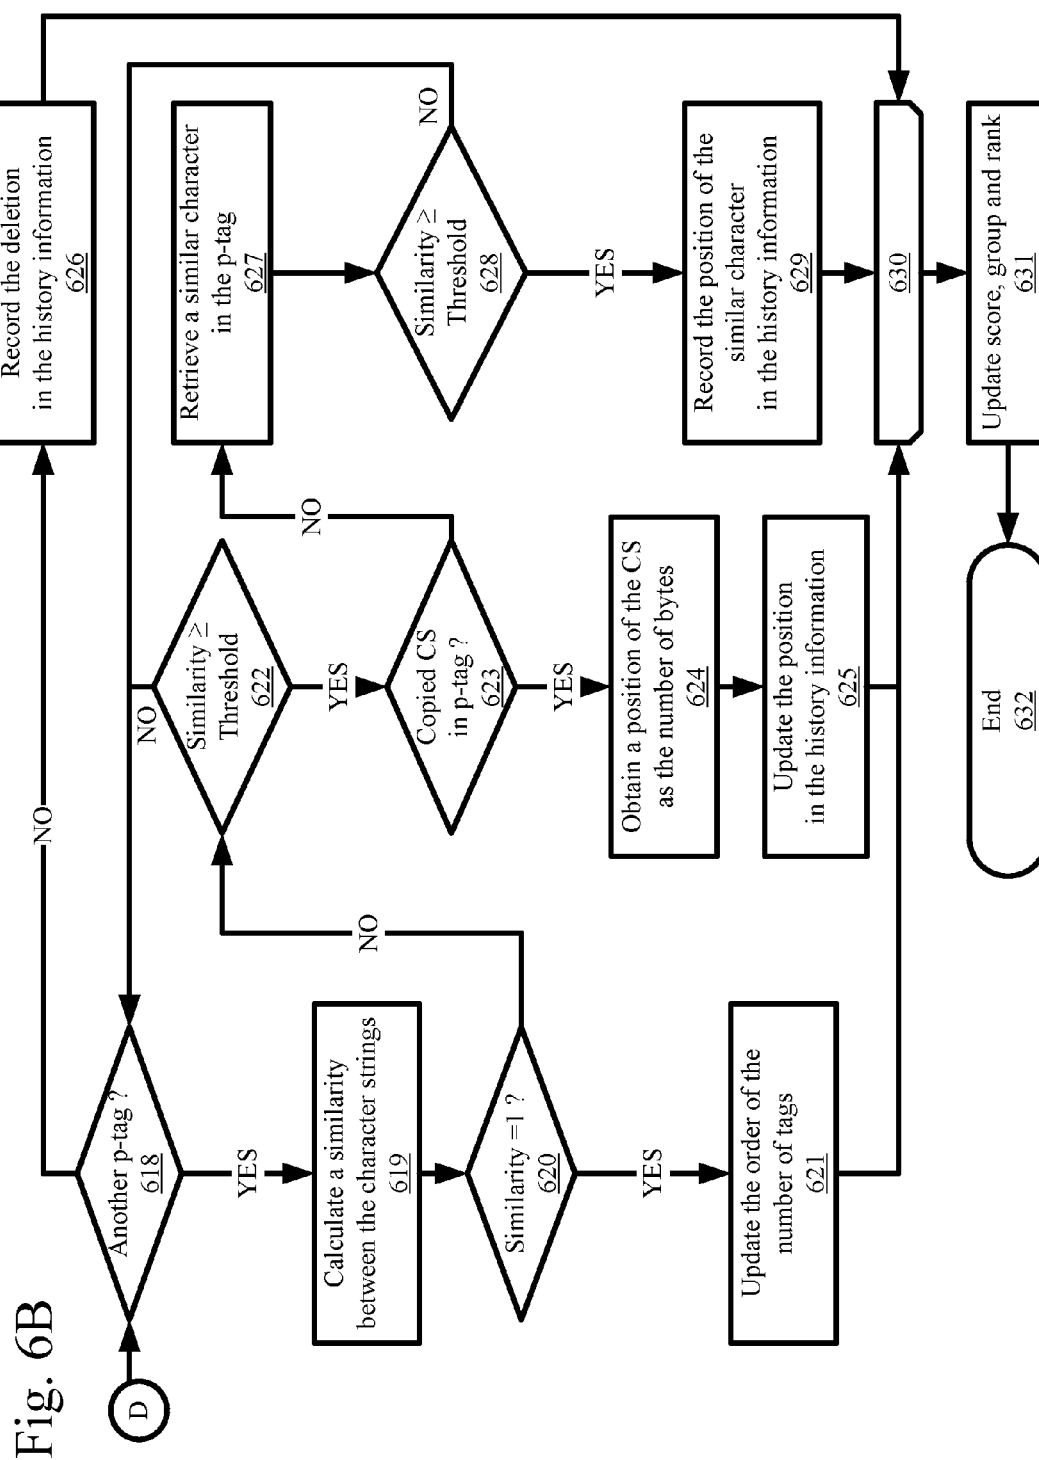 Fig. 6B
D
Another p-tag ?
618
NO
YES
Calculate a similarity
between the character strings
619
Similarity =1 ?
620
NO
YES
Update the order of the
number of tags
621
Similarity ≥
Threshold
622
NO
YES
Copied CS
in p-tag ?
623
NO
YES
Obtain a position of the CS
as the number of bytes
624
Update the position
in the history information
625
Record the deletion
in the history information
626
Retrieve a similar character
in the p-tag
627
Similarity ≥
Threshold
628
NO
YES
Record the position of the
similar character
in the history information
629
630
Update score, group and rank
631
End
632